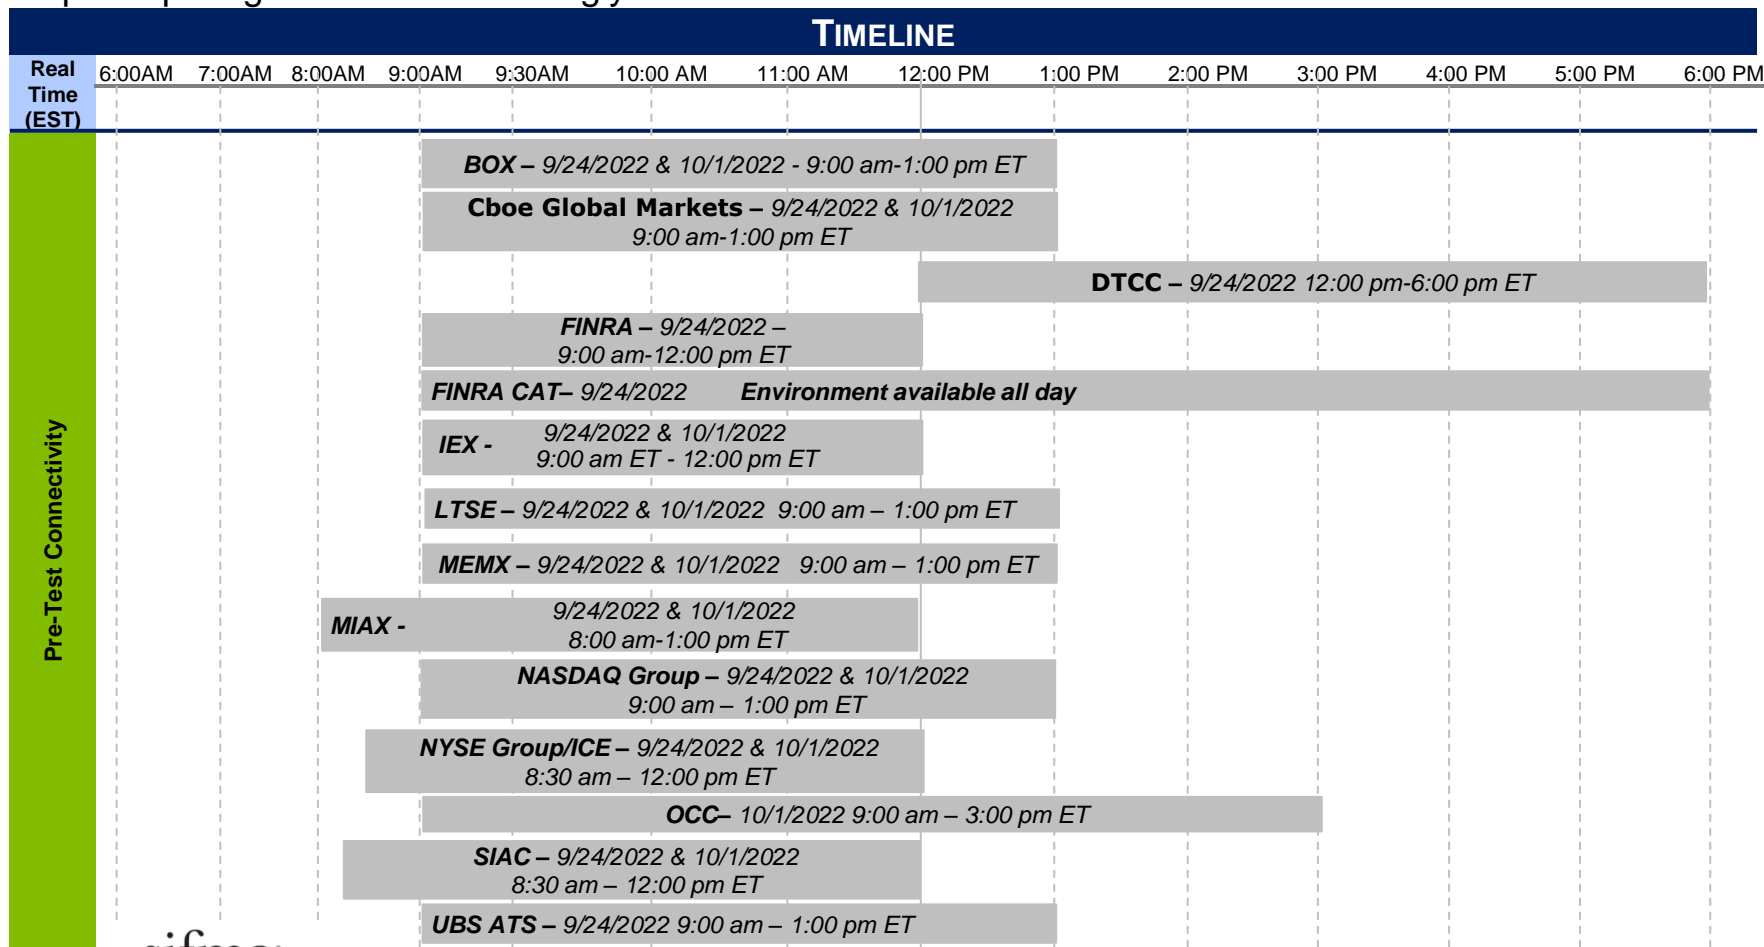 TIMELINE
Real Time (EST)
6:00AM 7:00AM 8:00AM 9:00AM 9:30AM 10:00 AM 11:00 AM 12:00 PM 1:00 PM 2:00 PM 3:00 PM 4:00 PM 5:00 PM 6:00 PM
Pre-Test Connectivity
BOX – 9/24/2022 & 10/1/2022 - 9:00 am-1:00 pm ET
Cboe Global Markets – 9/24/2022 & 10/1/2022
9:00 am-1:00 pm ET
DTCC – 9/24/2022 12:00 pm-6:00 pm ET
FINRA – 9/24/2022 –
9:00 am-12:00 pm ET
FINRA CAT– 9/24/2022 Environment available all day
IEX - 9/24/2022 & 10/1/2022
9:00 am ET - 12:00 pm ET
LTSE – 9/24/2022 & 10/1/2022 9:00 am – 1:00 pm ET
MEMX – 9/24/2022 & 10/1/2022 9:00 am – 1:00 pm ET
MIAX - 9/24/2022 & 10/1/2022
8:00 am-1:00 pm ET
NASDAQ Group – 9/24/2022 & 10/1/2022
9:00 am – 1:00 pm ET
NYSE Group/ICE – 9/24/2022 & 10/1/2022
8:30 am – 12:00 pm ET
OCC– 10/1/2022 9:00 am – 3:00 pm ET
SIAC – 9/24/2022 & 10/1/2022
8:30 am – 12:00 pm ET
UBS ATS – 9/24/2022 9:00 am – 1:00 pm ET